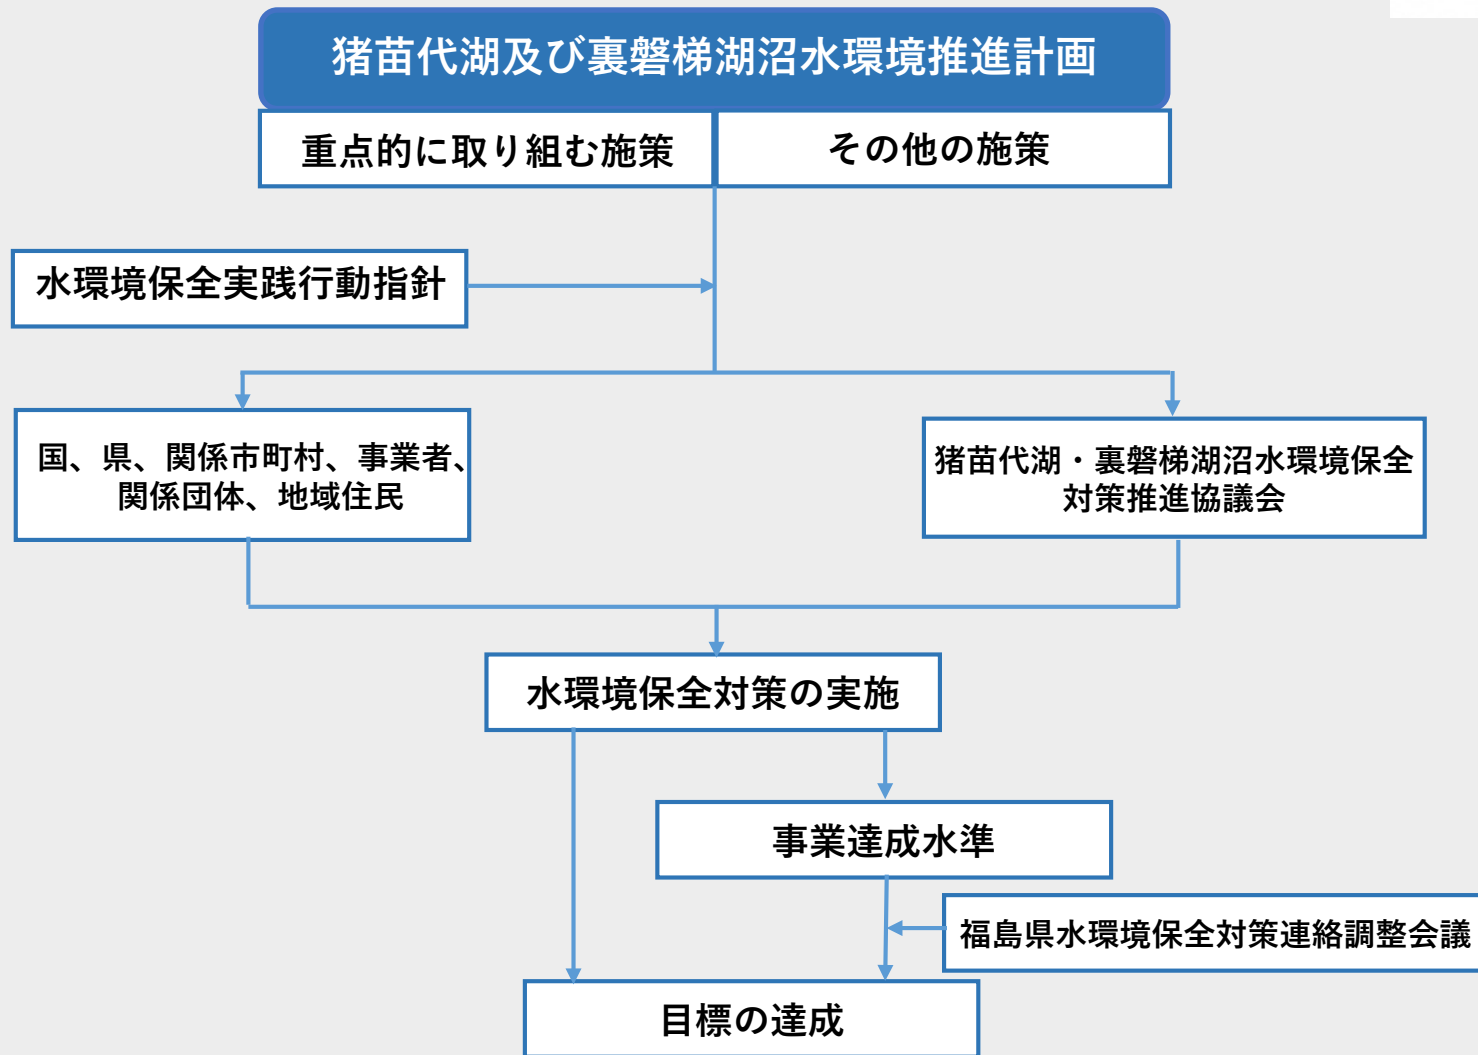 猪苗代湖及び裏磐梯湖沼水環境推進計画
重点的に取り組む施策
その他の施策
水環境保全実践行動指針
国、県、関係市町村、事業者、
関係団体、地域住民
猪苗代湖・裏磐梯湖沼水環境保全
対策推進協議会
水環境保全対策の実施
事業達成水準
福島県水環境保全対策連絡調整会議
目標の達成